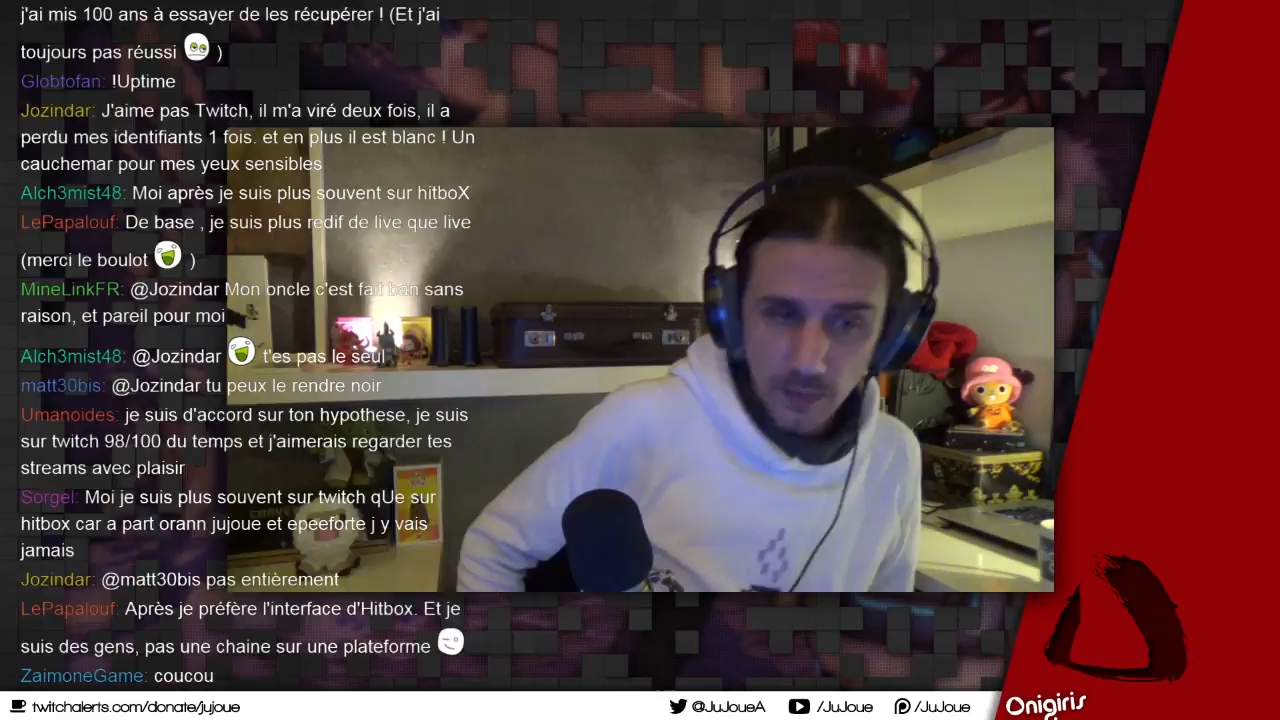 j'ai mis 100 ans à essayer de les récupérer ! (Et j'ai
toujours pas réussi )
Globtofan: !Uptime
Jozindar: J'aime pas Twitch, il m'a viré deux fois, il a
perdu mes identifiants 1 fois. et en plus il est blanc ! Un
cauchemar pour mes yeux sensibles
Alch3mist48: Moi après je suis plus souvent sur hitboX
LePapalouf: De base , je suis plus redif de live que live
(merci le boulot )
MineLinkFR: @Jozindar Mon oncle c'est fait ban sans
raison, et pareil pour moi
Alch3mist48: @Jozindar t'es pas le seul
matt30bis: @Jozindar tu peux le rendre noir
Umanoides: je suis d'accord sur ton hypothese, je suis
sur twitch 98/100 du temps et j'aimerais regarder tes
streams avec plaisir
Sorgel: Moi je suis plus souvent sur twitch qUe sur
hitbox car a part orann jujoue et epeeforte j y vais
jamais
Jozindar: @matt30bis pas entièrement
LePapalouf: Après je préfère l'interface d'Hitbox. Et je
suis des gens, pas une chaine sur une plateforme
ZaimoneGame: coucou
twitchalerts.com/donate/jujoue @JuJoueA /JuJoue /JuJoue Onigiris